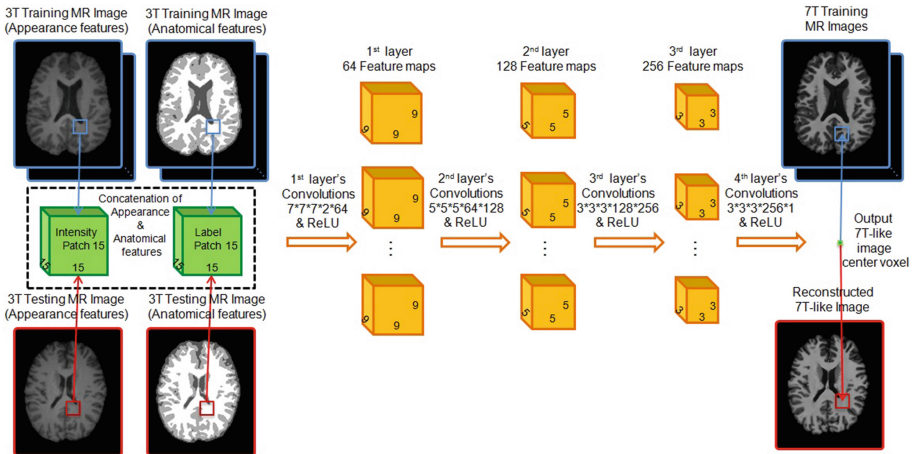 3T Training MR Image
(Appearance features)
3T Training MR Image
(Anatomical features)
1st layer
64 Feature maps
2nd layer
128 Feature maps
3rd layer
256 Feature maps
7T Training
MR Images
9
9
9
5
5
5
3
3
3
Concatenation of
Appearance
&
Anatomical
features
Intensity
Patch 15
15
15
Label
Patch 15
15
15
1st layer's
Convolutions
7*7*7*2*64
& ReLU
9
9
9
2nd layer's
Convolutions
5*5*5*64*128
& ReLU
5
5
5
3rd layer's
Convolutions
3*3*3*128*256
& ReLU
3
3
3
4th layer's
Convolutions
3*3*3*256*1
& ReLU
Output
7T-like
image
center voxel
...
...
...
9
9
9
5
5
5
3
3
3
3T Testing MR Image
(Appearance features)
3T Testing MR Image
(Anatomical features)
Reconstructed
7T-like Image